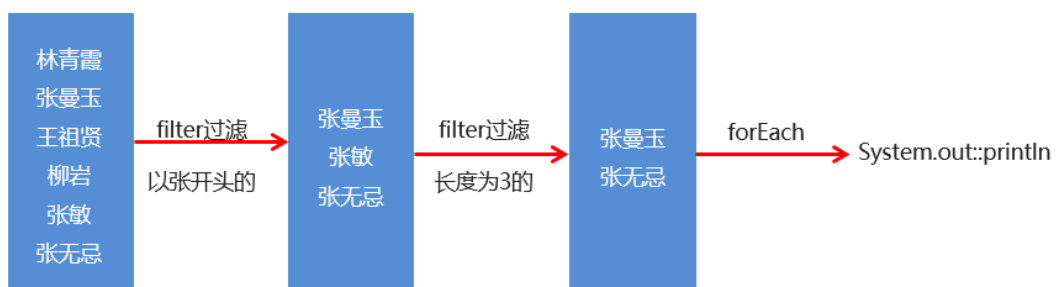 林青霞
张曼玉
王祖贤
柳岩
张敏
张无忌
filter过滤
以张开头的
张曼玉
张敏
张无忌
filter过滤
长度为3的
张曼玉
张无忌
forEach
System.out::println